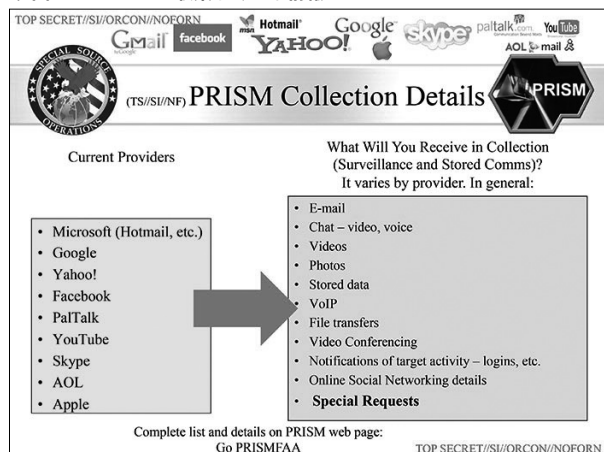 TOP SECRET//SI//ORCON//NOFORN
Gmail
by Google
facebook
msn
Hotmail
YAHOO!
Google
skype
paltalk.com
YouTube
AOL mail
SPECIAL SOURCE
OPERATIONS
(TS//SI//NF) PRISM Collection Details
PRISM
Current Providers
What Will You Receive in Collection
(Surveillance and Stored Comms)?
It varies by provider. In general:
• Microsoft (Hotmail, etc.)
• Google
• Yahoo!
• Facebook
• PalTalk
• YouTube
• Skype
• AOL
• Apple
• E-mail
• Chat – video, voice
• Videos
• Photos
• Stored data
• VoIP
• File transfers
• Video Conferencing
• Notifications of target activity – logins, etc.
• Online Social Networking details
• Special Requests
Complete list and details on PRISM web page:
Go PRISMFAA
TOP SECRET//SI//ORCON//NOFORN